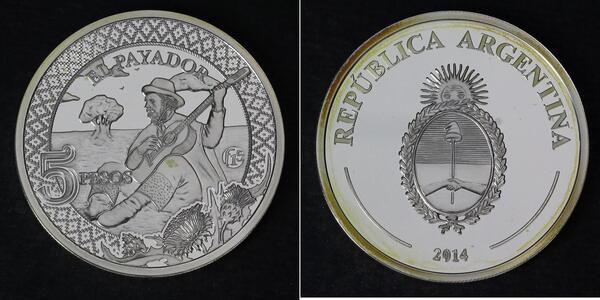 EL PAYADOR
5
PESOS
REPÚBLICA ARGENTINA
2014